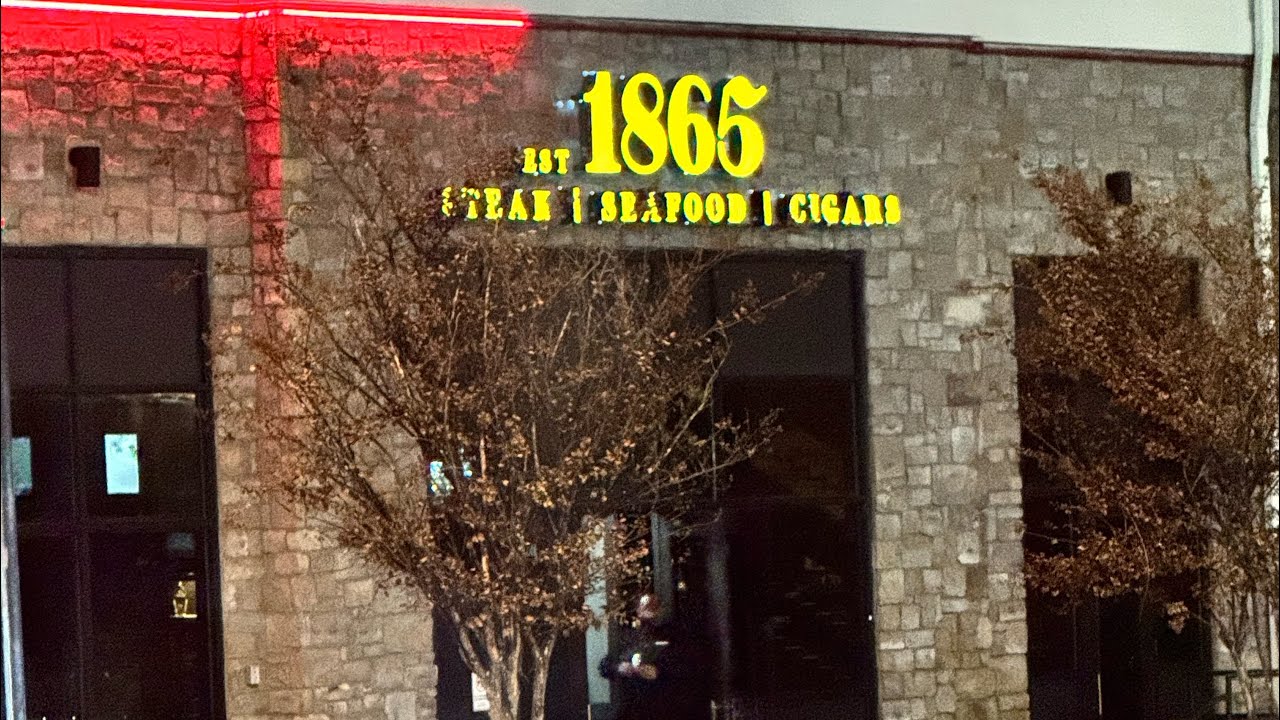 EST 1865
STEAK | SEAFOOD | CIGARS